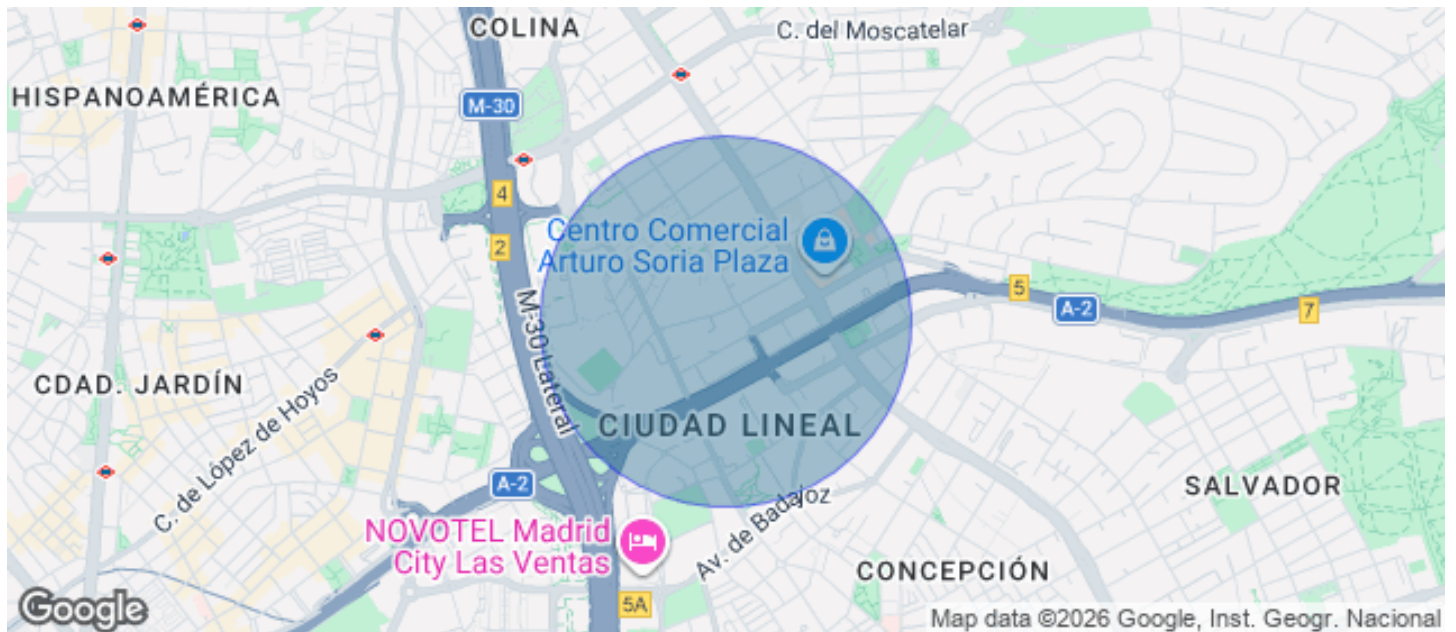 COLINA
C. del Moscatelar
HISPANOAMÉRICA
M-30
4
2
Centro Comercial
Arturo Soria Plaza
5
A-2
7
M-30 Lateral
CDAD. JARDÍN
C. de López de Hoyos
CIUDAD LINEAL
A-2
SALVADOR
Av. de Badajoz
NOVOTEL Madrid
City Las Ventas
CONCEPCIÓN
5A
Google
Map data ©2026 Google, Inst. Geogr. Nacional